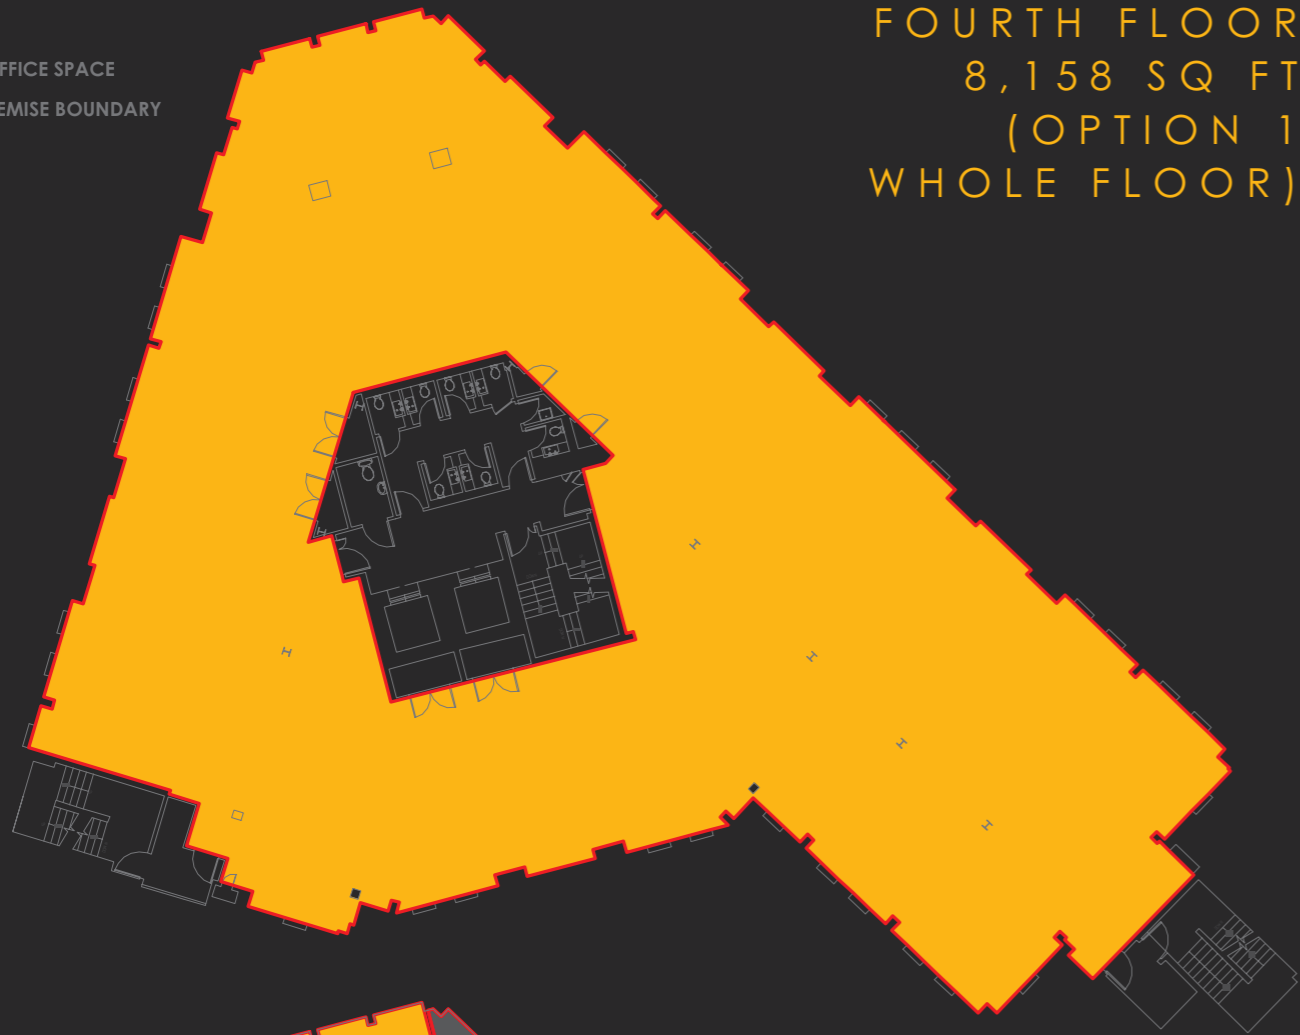 FOURTH FLOOR
8,158 SQ FT
(OPTION 1
WHOLE FLOOR)
FFICE SPACE
EMISE BOUNDARY